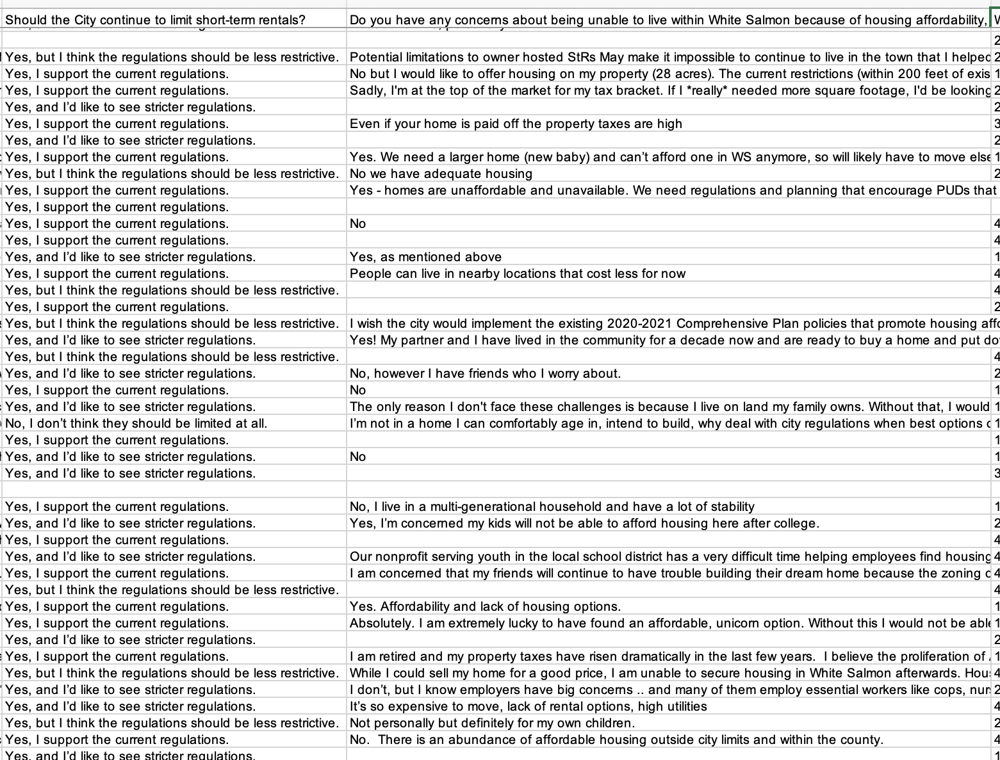 Should the City continue to limit short-term rentals? Do you have any concerns about being unable to live within White Salmon because of housing affordability,
2
Yes, but I think the regulations should be less restrictive. Potential limitations to owner hosted StRs May make it impossible to continue to live in the town that I helped 2
Yes, I support the current regulations. No but I would like to offer housing on my property (28 acres). The current restrictions (within 200 feet of exis 1
Yes, I support the current regulations. Sadly, I'm at the top of the market for my tax bracket. If I *really* needed more square footage, I'd be looking 2
Yes, and I’d like to see stricter regulations. 2
Yes, I support the current regulations. Even if your home is paid off the property taxes are high 3
Yes, and I’d like to see stricter regulations. 2
Yes, I support the current regulations. Yes. We need a larger home (new baby) and can’t afford one in WS anymore, so will likely have to move else 1
Yes, but I think the regulations should be less restrictive. No we have adequate housing 2
Yes, I support the current regulations. Yes - homes are unaffordable and unavailable. We need regulations and planning that encourage PUDs that
Yes, I support the current regulations.
Yes, I support the current regulations. No 4
Yes, I support the current regulations. 4
Yes, and I’d like to see stricter regulations. Yes, as mentioned above 1
Yes, I support the current regulations. People can live in nearby locations that cost less for now 4
Yes, but I think the regulations should be less restrictive. 4
Yes, I support the current regulations. 2
Yes, but I think the regulations should be less restrictive. I wish the city would implement the existing 2020-2021 Comprehensive Plan policies that promote housing affo
Yes, and I’d like to see stricter regulations. Yes! My partner and I have lived in the community for a decade now and are ready to buy a home and put do
Yes, but I think the regulations should be less restrictive. 4
Yes, and I’d like to see stricter regulations. No, however I have friends who I worry about. 2
Yes, I support the current regulations. No 1
Yes, and I’d like to see stricter regulations. The only reason I don't face these challenges is because I live on land my family owns. Without that, I would 1
No, I don’t think they should be limited at all. I’m not in a home I can comfortably age in, intend to build, why deal with city regulations when best options 1
Yes, I support the current regulations. 1
Yes, and I’d like to see stricter regulations. No 1
Yes, and I’d like to see stricter regulations. 3
Yes, I support the current regulations. No, I live in a multi-generational household and have a lot of stability 1
Yes, and I’d like to see stricter regulations. Yes, I’m concerned my kids will not be able to afford housing here after college. 2
Yes, I support the current regulations. 4
Yes, and I’d like to see stricter regulations. Our nonprofit serving youth in the local school district has a very difficult time helping employees find housing 4
Yes, I support the current regulations. I am concerned that my friends will continue to have trouble building their dream home because the zoning 4
Yes, but I think the regulations should be less restrictive. 4
Yes, I support the current regulations. Yes. Affordability and lack of housing options. 1
Yes, I support the current regulations. Absolutely. I am extremely lucky to have found an affordable, unicorn option. Without this I would not be able 1
Yes, and I’d like to see stricter regulations. 2
Yes, I support the current regulations. I am retired and my property taxes have risen dramatically in the last few years. I believe the proliferation of 1
Yes, but I think the regulations should be less restrictive. While I could sell my home for a good price, I am unable to secure housing in White Salmon afterwards. Hou 4
Yes, and I’d like to see stricter regulations. I don’t, but I know employers have big concerns .. and many of them employ essential workers like cops, nur 2
Yes, and I’d like to see stricter regulations. It’s so expensive to move, lack of rental options, high utilities 4
Yes, but I think the regulations should be less restrictive. Not personally but definitely for my own children. 2
Yes, I support the current regulations. No. There is an abundance of affordable housing outside city limits and within the county. 4
Yes, and I’d like to see stricter regulations. 1